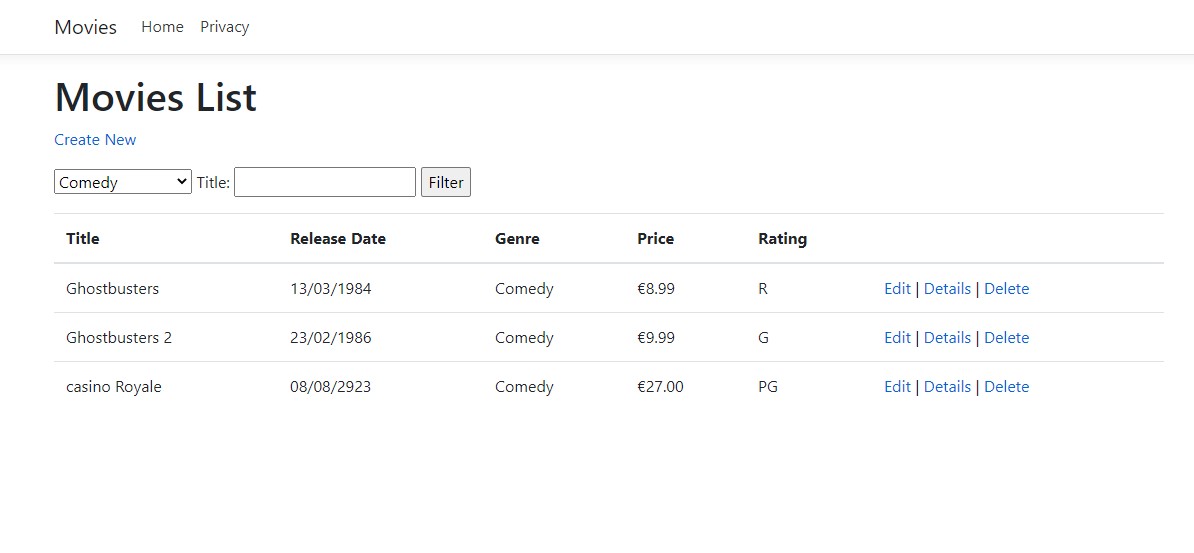 Movies Home Privacy
Movies List
Create New
Comedy Title: Filter
Title Release Date Genre Price Rating
Ghostbusters 13/03/1984 Comedy €8.99 R Edit | Details | Delete
Ghostbusters 2 23/02/1986 Comedy €9.99 G Edit | Details | Delete
casino Royale 08/08/2923 Comedy €27.00 PG Edit | Details | Delete